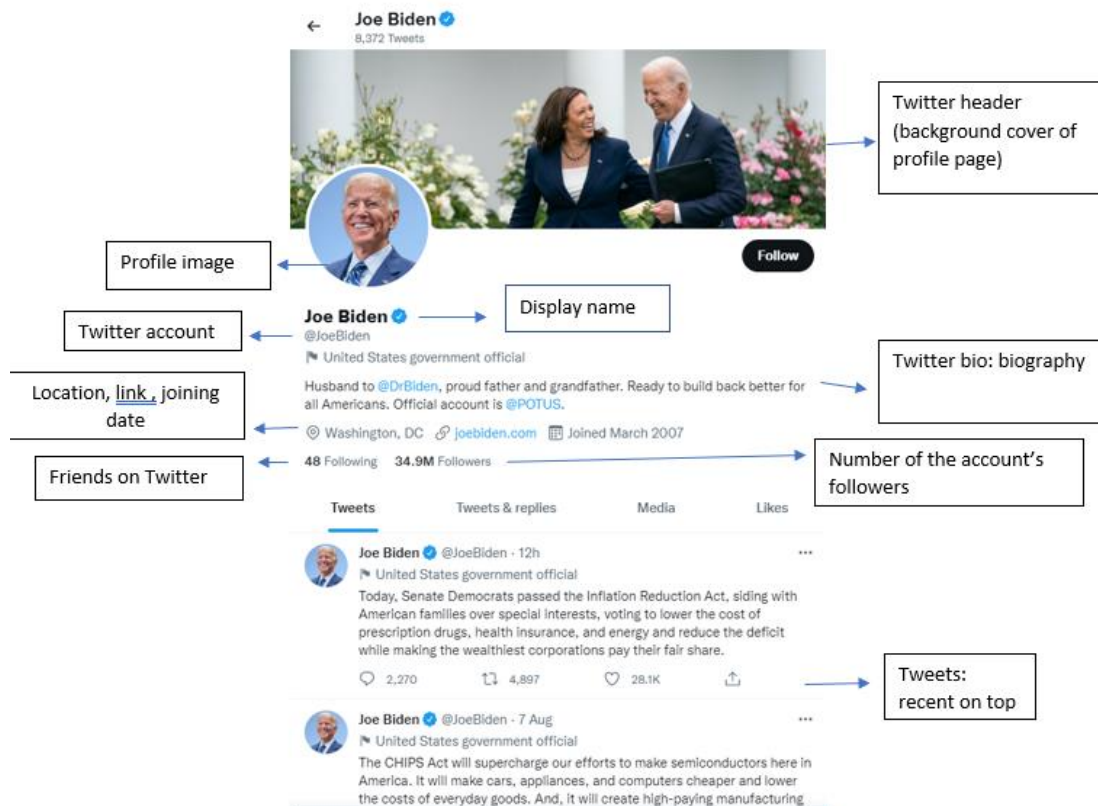 Joe Biden
8,372 Tweets
Twitter header
(background cover of
profile page)
Follow
Profile image
Joe Biden
Display name
Twitter account
@JoeBiden
United States government official
Twitter bio: biography
Husband to @DrBiden, proud father and grandfather. Ready to build back better for
all Americans. Official account is @POTUS.
Location, link , joining
date
Washington, DC joebiden.com Joined March 2007
48 Following 34.9M Followers
Friends on Twitter
Number of the account’s
followers
Tweets Tweets & replies Media Likes
Joe Biden @JoeBiden · 12h
United States government official
Today, Senate Democrats passed the Inflation Reduction Act, siding with
American families over special interests, voting to lower the cost of
prescription drugs, health insurance, and energy and reduce the deficit
while making the wealthiest corporations pay their fair share.
2,270 4,897 28.1K
Tweets:
recent on top
Joe Biden @JoeBiden · 7 Aug
United States government official
The CHIPS Act will supercharge our efforts to make semiconductors here in
America. It will make cars, appliances, and computers cheaper and lower
the costs of everyday goods. And, it will create high-paying manufacturing